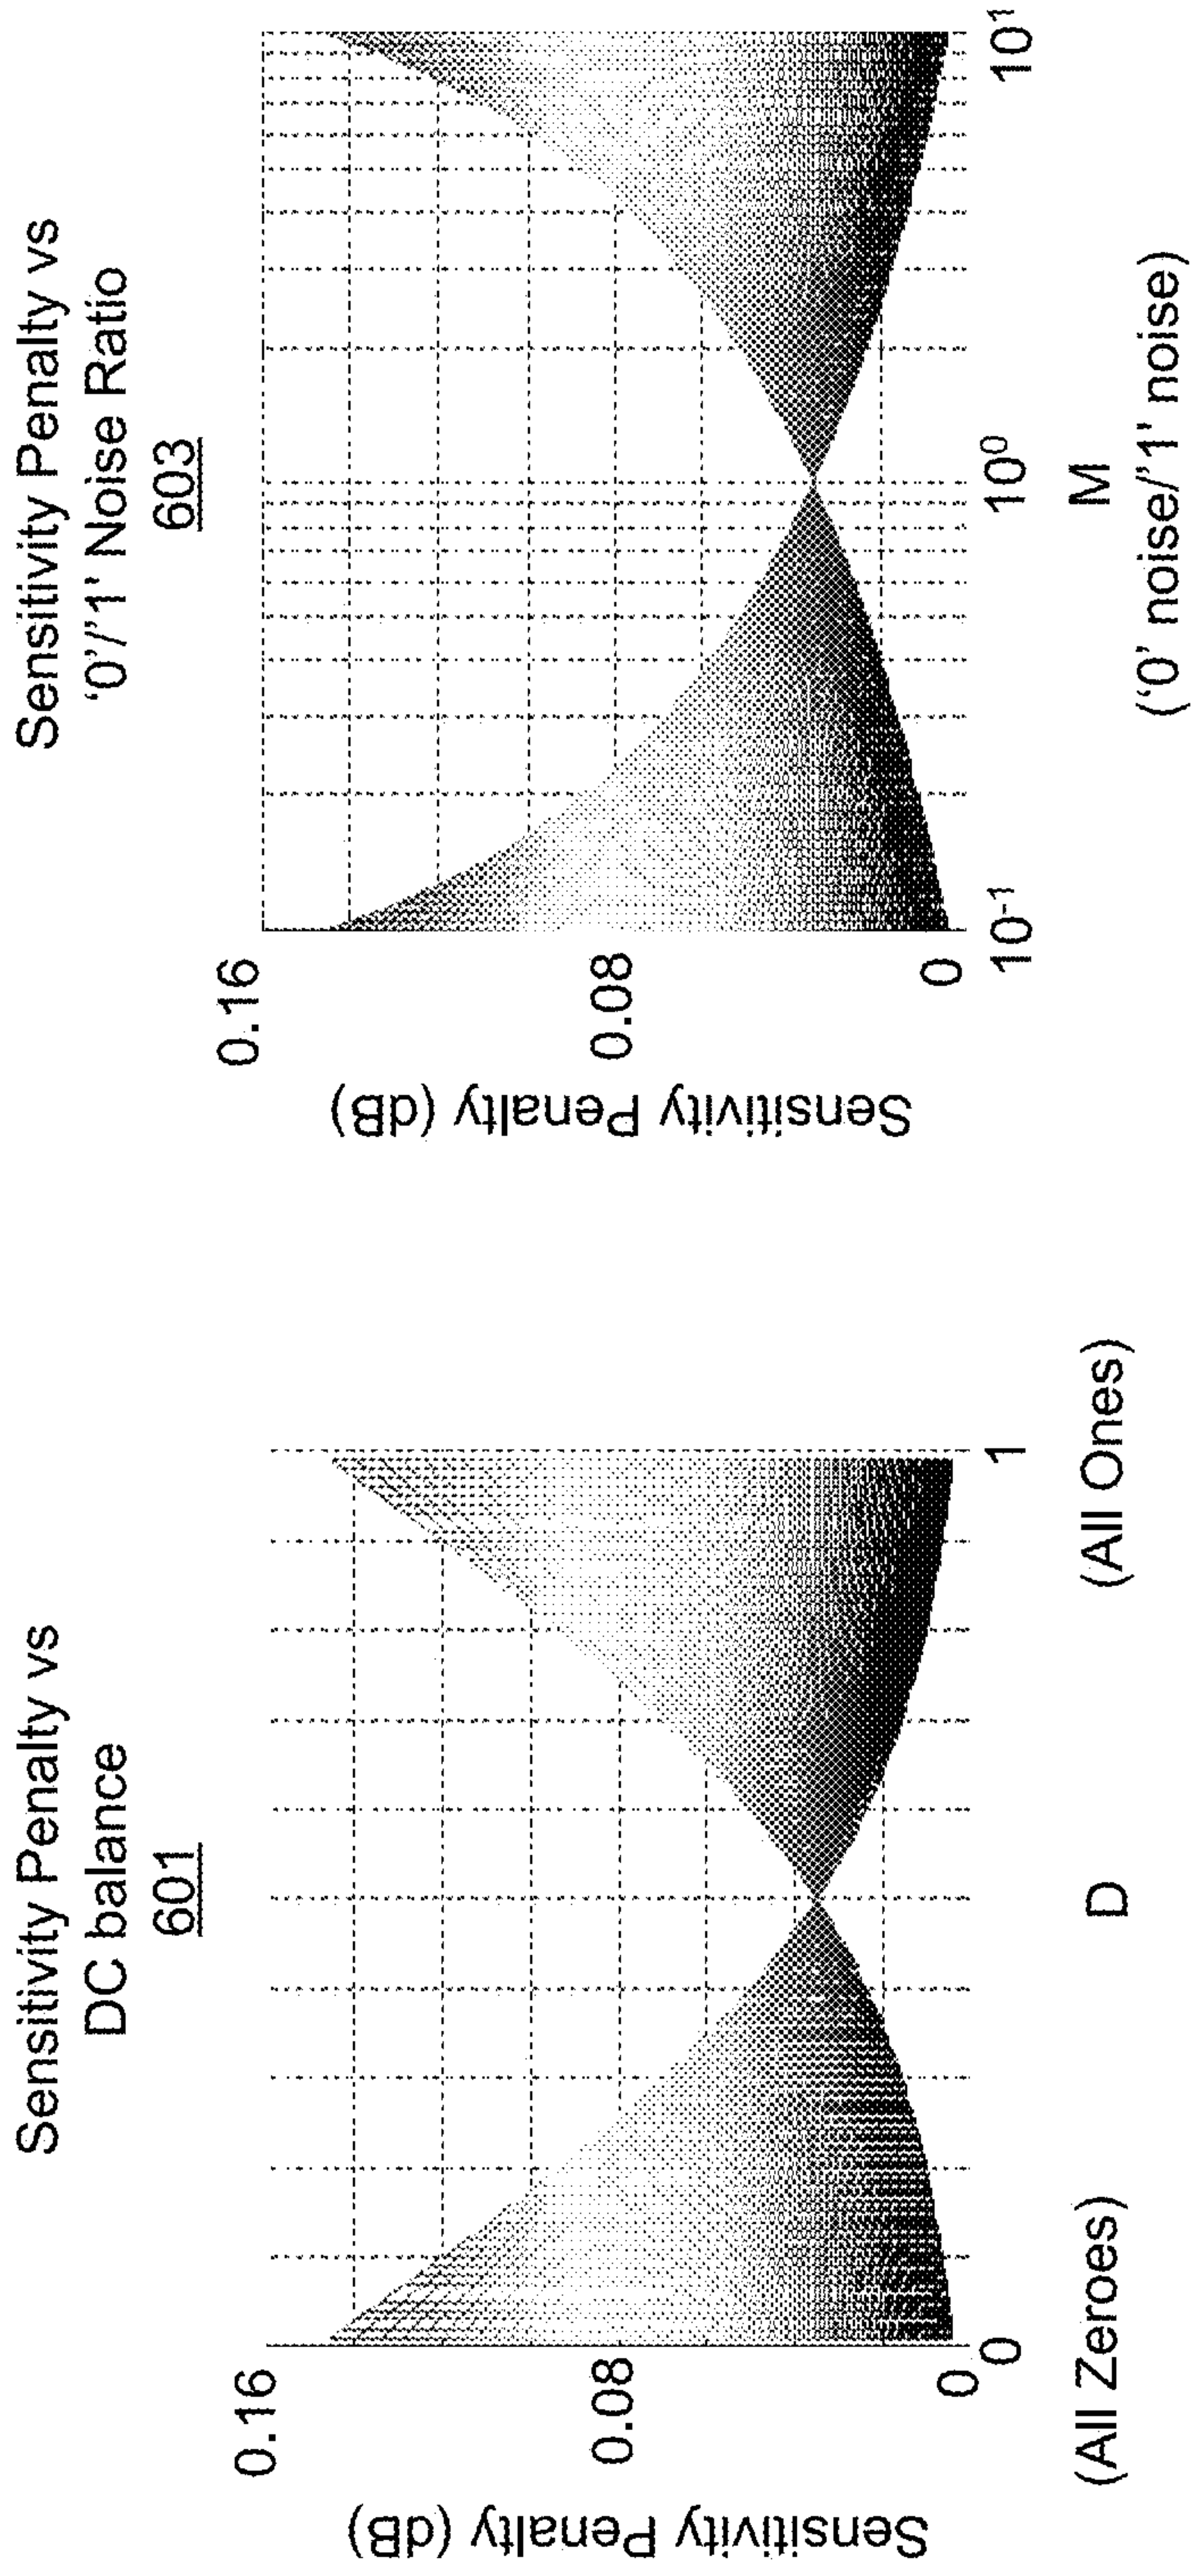 Sensitivity Penalty vs
DC balance
601
Sensitivity Penalty (dB)
0.16
0.08
0
0
1
(All Zeroes)
D
(All Ones)
Sensitivity Penalty vs
‘0’/’1' Noise Ratio
603
Sensitivity Penalty (dB)
0.16
0.08
0
10⁻¹
10⁰
10¹
M
(‘0’ noise/’1' noise)